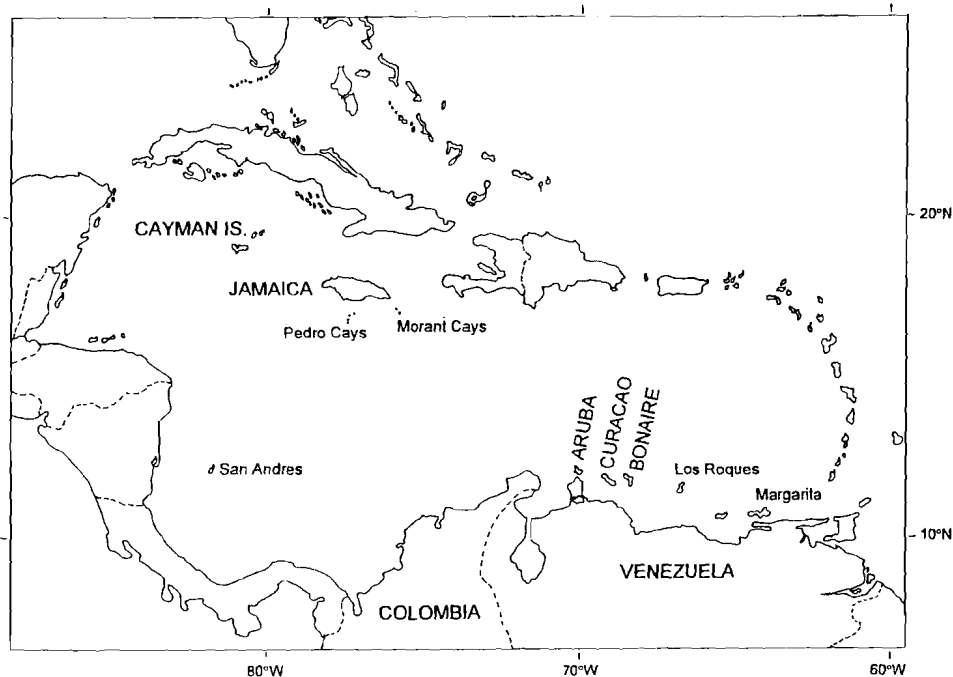 20°N
CAYMAN IS.
JAMAICA
Pedro Cays
Morant Cays
ARUBA
CURACAO
BONAIRE
San Andres
Los Roques
Margarita
10°N
VENEZUELA
COLOMBIA
80°W
70°W
60°W